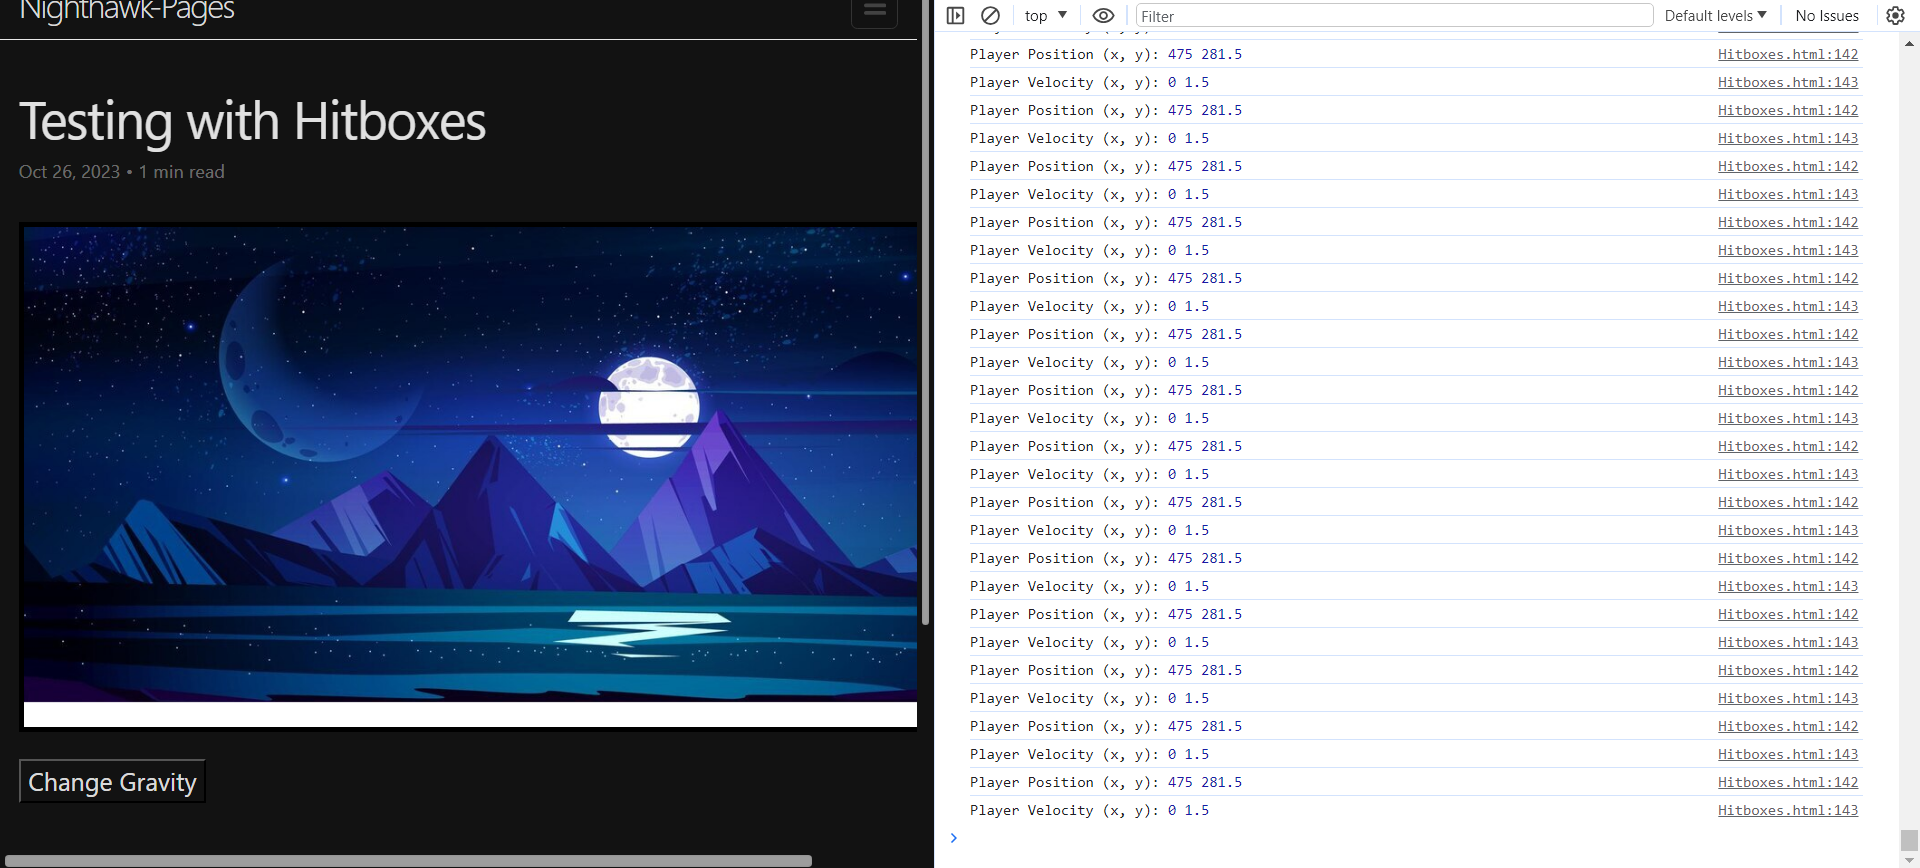 Nighthawk-Pages
Testing with Hitboxes
Oct 26, 2023 • 1 min read
Change Gravity
top
Filter
Default levels
No Issues
Player Position (x, y): 475 281.5 Hitboxes.html:142
Player Velocity (x, y): 0 1.5 Hitboxes.html:143
Player Position (x, y): 475 281.5 Hitboxes.html:142
Player Velocity (x, y): 0 1.5 Hitboxes.html:143
Player Position (x, y): 475 281.5 Hitboxes.html:142
Player Velocity (x, y): 0 1.5 Hitboxes.html:143
Player Position (x, y): 475 281.5 Hitboxes.html:142
Player Velocity (x, y): 0 1.5 Hitboxes.html:143
Player Position (x, y): 475 281.5 Hitboxes.html:142
Player Velocity (x, y): 0 1.5 Hitboxes.html:143
Player Position (x, y): 475 281.5 Hitboxes.html:142
Player Velocity (x, y): 0 1.5 Hitboxes.html:143
Player Position (x, y): 475 281.5 Hitboxes.html:142
Player Velocity (x, y): 0 1.5 Hitboxes.html:143
Player Position (x, y): 475 281.5 Hitboxes.html:142
Player Velocity (x, y): 0 1.5 Hitboxes.html:143
Player Position (x, y): 475 281.5 Hitboxes.html:142
Player Velocity (x, y): 0 1.5 Hitboxes.html:143
Player Position (x, y): 475 281.5 Hitboxes.html:142
Player Velocity (x, y): 0 1.5 Hitboxes.html:143
Player Position (x, y): 475 281.5 Hitboxes.html:142
Player Velocity (x, y): 0 1.5 Hitboxes.html:143
Player Position (x, y): 475 281.5 Hitboxes.html:142
Player Velocity (x, y): 0 1.5 Hitboxes.html:143
Player Position (x, y): 475 281.5 Hitboxes.html:142
Player Velocity (x, y): 0 1.5 Hitboxes.html:143
Player Position (x, y): 475 281.5 Hitboxes.html:142
Player Velocity (x, y): 0 1.5 Hitboxes.html:143